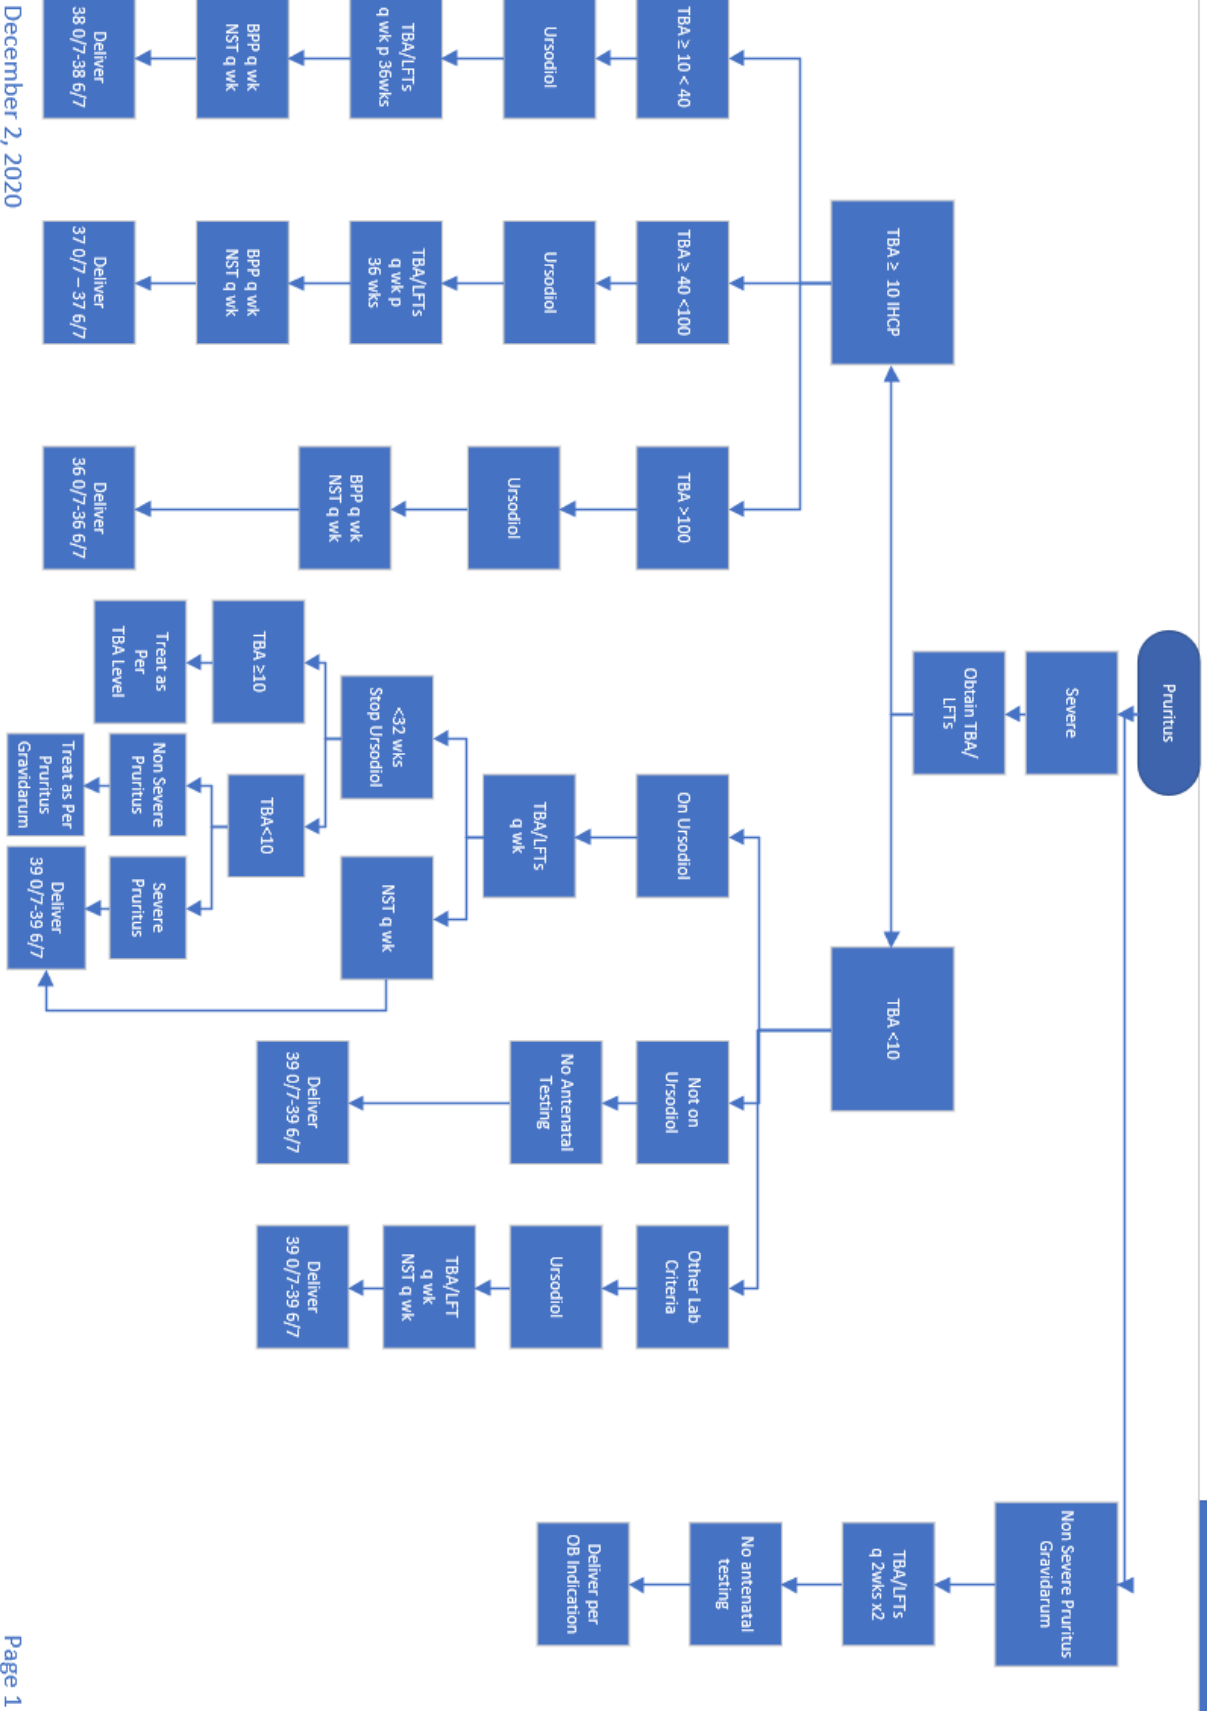 Pruritus
Severe
Obtain TBA/
LFTs
TBA ≥ 10 IHCP
TBA ≥ 10 < 40
Ursodiol
TBA/LFTs
q wk p 36wks
BPP q wk
NST q wk
Deliver
38 0/7-38 6/7
TBA ≥ 40 <100
Ursodiol
TBA/LFTs
q wk p
36 wks
BPP q wk
NST q wk
Deliver
37 0/7 – 37 6/7
TBA >100
Ursodiol
BPP q wk
NST q wk
Deliver
36 0/7-36 6/7
TBA <10
On Ursodiol
TBA/LFTs
q wk
<32 wks
Stop Ursodiol
TBA ≥10
Treat as
Per
TBA Level
TBA<10
Non Severe
Pruritus
Treat as Per
Pruritus
Gravidarum
Severe
Pruritus
Deliver
39 0/7-39 6/7
NST q wk
Not on
Ursodiol
No Antenatal
Testing
Deliver
39 0/7-39 6/7
Other Lab
Criteria
Ursodiol
TBA/LFT
q wk
NST q wk
Deliver
39 0/7-39 6/7
Non Severe Pruritus
Gravidarum
TBA/LFTs
q 2wks x2
No antenatal
testing
Deliver per
OB Indication
December 2, 2020
Page 1